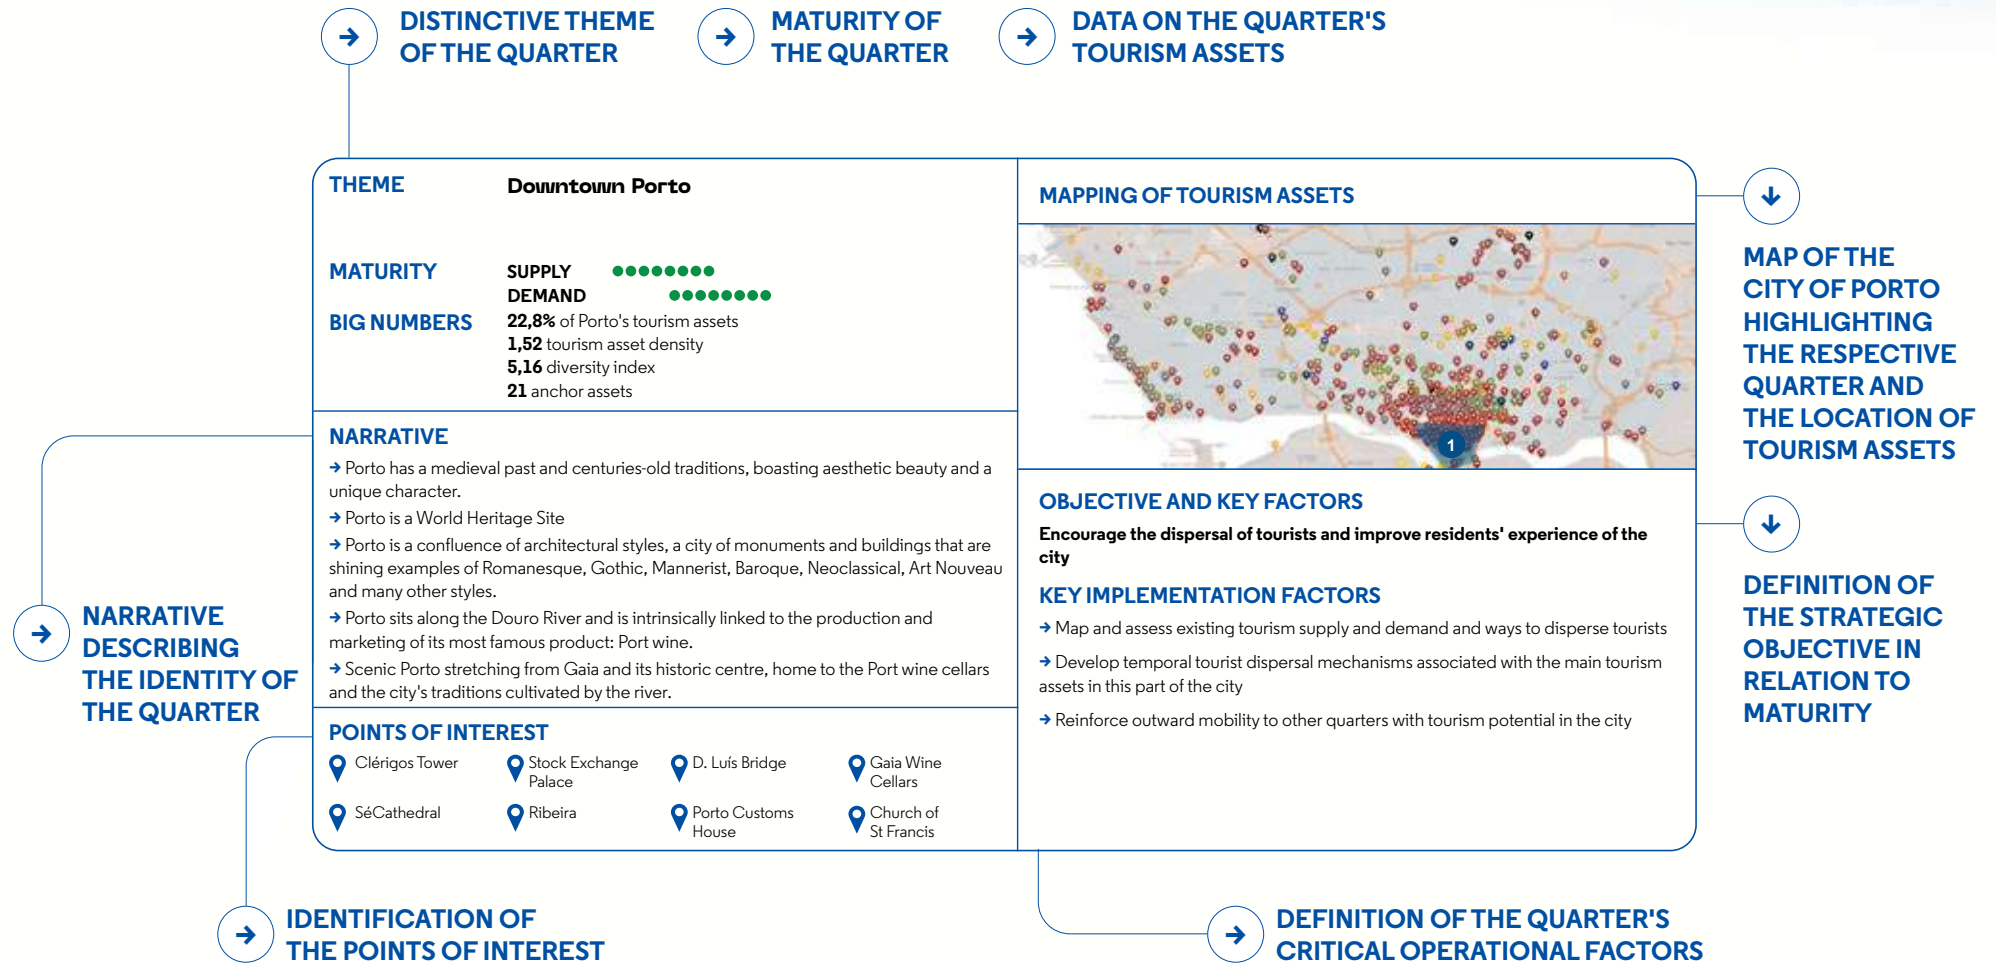 DISTINCTIVE THEME
OF THE QUARTER
MATURITY OF
THE QUARTER
DATA ON THE QUARTER'S
TOURISM ASSETS
THEME
Downtown Porto
MATURITY
SUPPLY
DEMAND
BIG NUMBERS
22,8% of Porto's tourism assets
1,52 tourism asset density
5,16 diversity index
21 anchor assets
NARRATIVE
→ Porto has a medieval past and centuries-old traditions, boasting aesthetic beauty and a
unique character.
→ Porto is a World Heritage Site
→ Porto is a confluence of architectural styles, a city of monuments and buildings that are
shining examples of Romanesque, Gothic, Mannerist, Baroque, Neoclassical, Art Nouveau
and many other styles.
→ Porto sits along the Douro River and is intrinsically linked to the production and
marketing of its most famous product: Port wine.
→ Scenic Porto stretching from Gaia and its historic centre, home to the Port wine cellars
and the city's traditions cultivated by the river.
POINTS OF INTEREST
Clérigos Tower
Stock Exchange
Palace
D. Luís Bridge
Gaia Wine
Cellars
SéCathedral
Ribeira
Porto Customs
House
Church of
St Francis
MAPPING OF TOURISM ASSETS
1
OBJECTIVE AND KEY FACTORS
Encourage the dispersal of tourists and improve residents' experience of the
city
KEY IMPLEMENTATION FACTORS
→ Map and assess existing tourism supply and demand and ways to disperse tourists
→ Develop temporal tourist dispersal mechanisms associated with the main tourism
assets in this part of the city
→ Reinforce outward mobility to other quarters with tourism potential in the city
MAP OF THE
CITY OF PORTO
HIGHLIGHTING
THE RESPECTIVE
QUARTER AND
THE LOCATION OF
TOURISM ASSETS
DEFINITION OF
THE STRATEGIC
OBJECTIVE IN
RELATION TO
MATURITY
NARRATIVE
DESCRIBING
THE IDENTITY OF
THE QUARTER
IDENTIFICATION OF
THE POINTS OF INTEREST
DEFINITION OF THE QUARTER'S
CRITICAL OPERATIONAL FACTORS